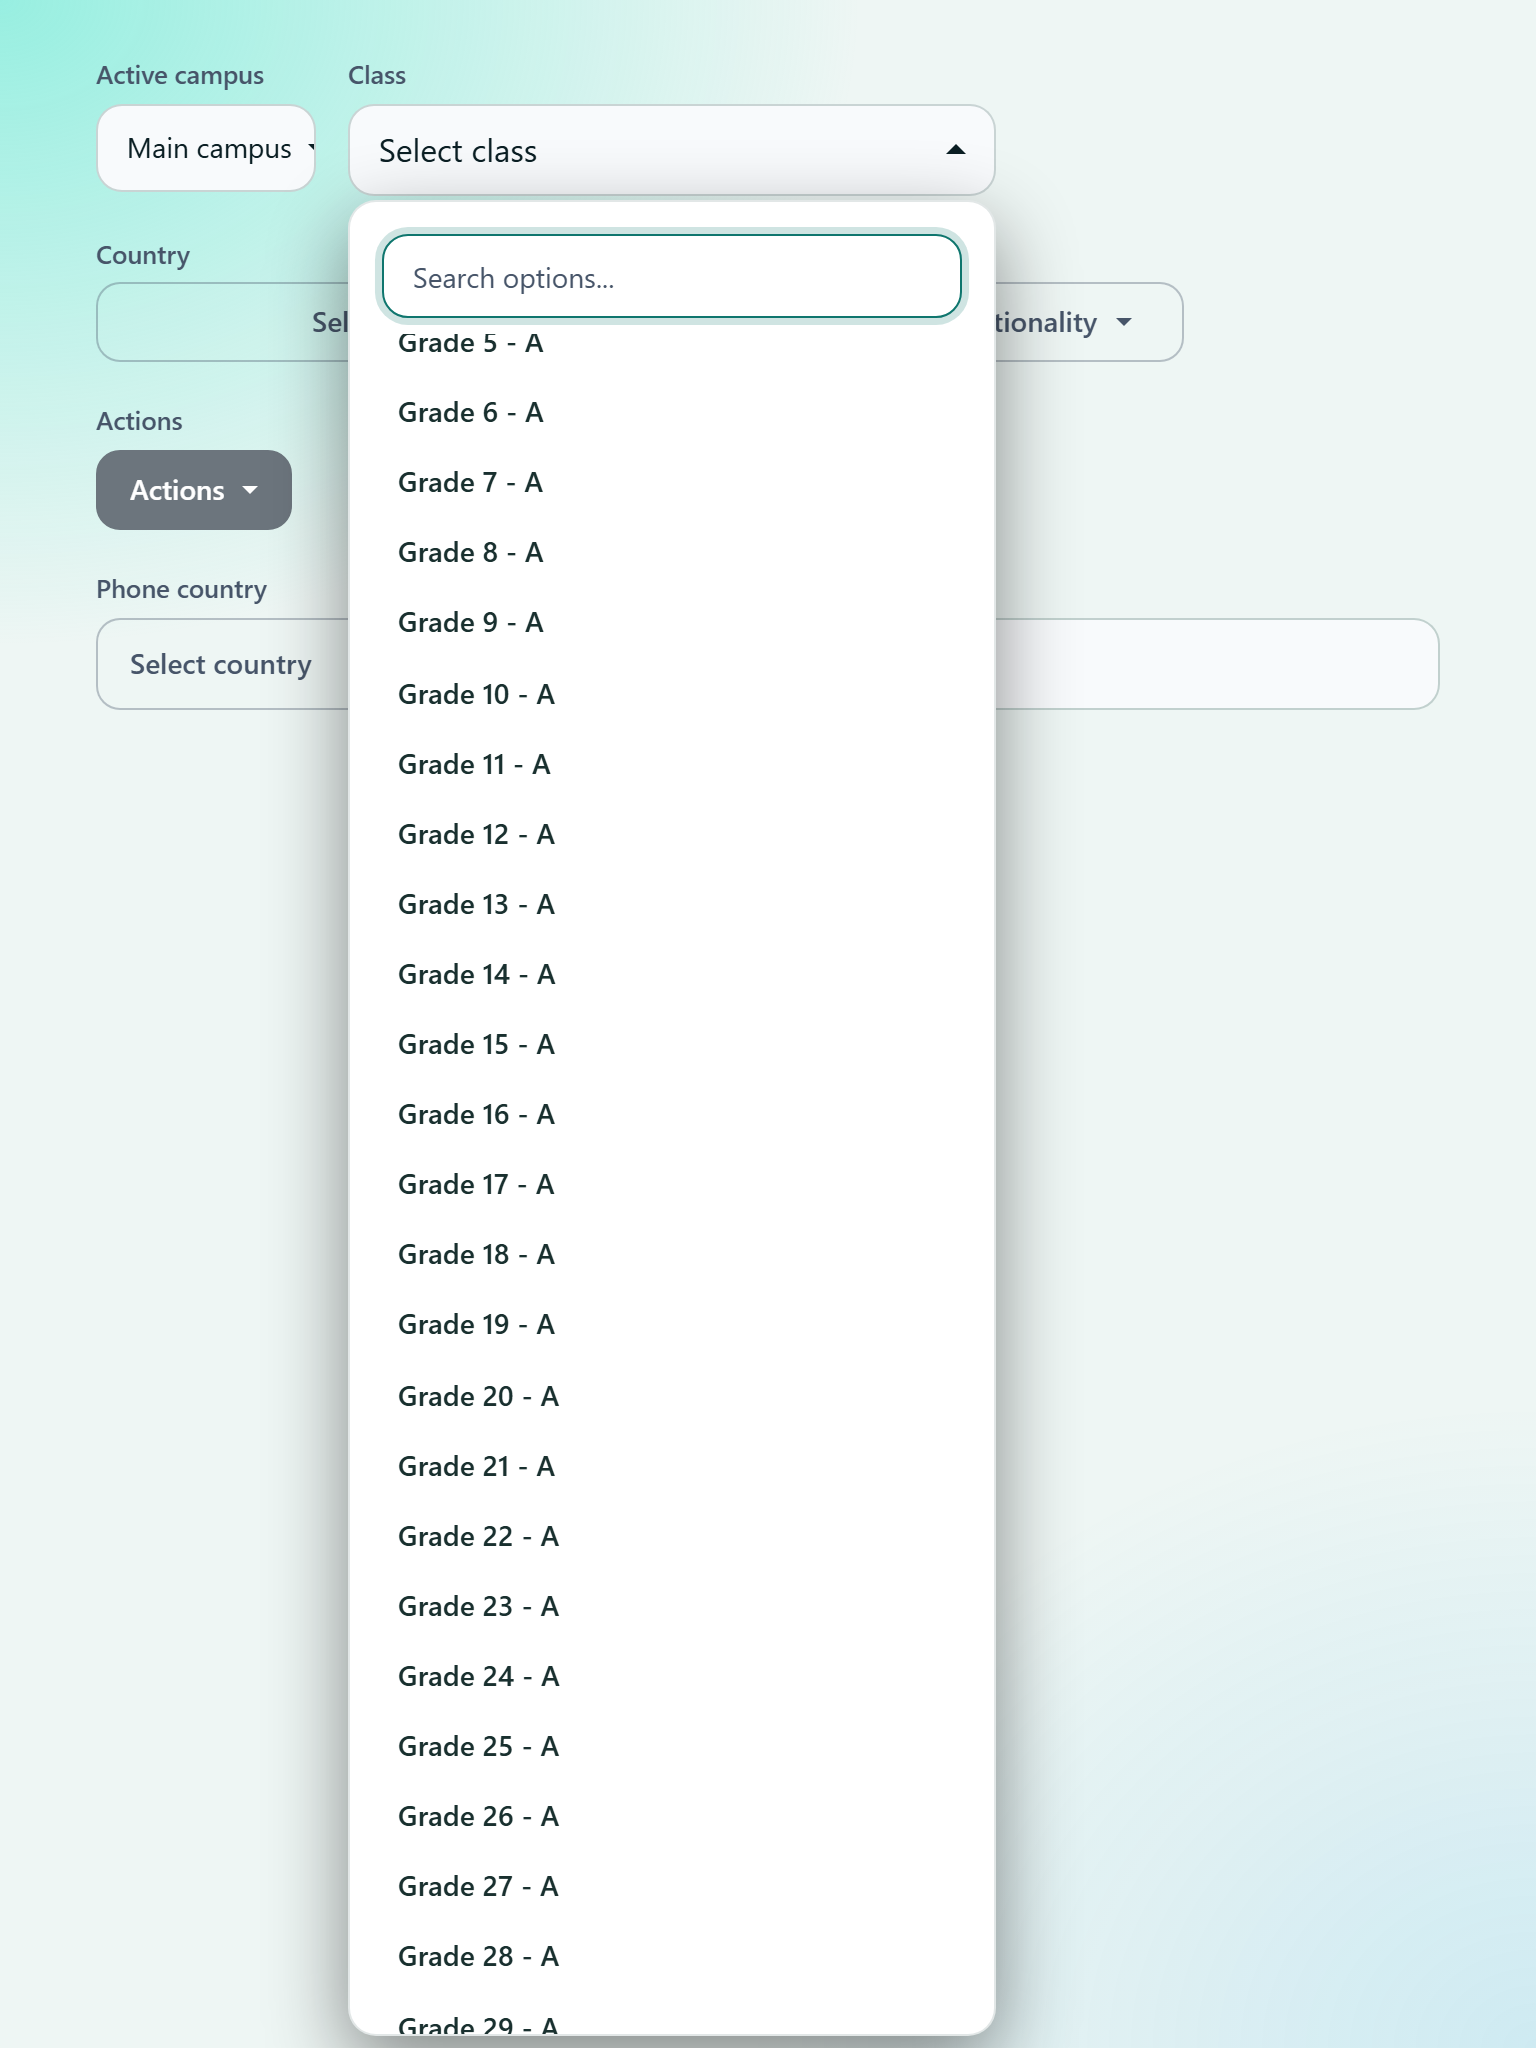 Active campus
Class
Main campus
Select class
Country
Search options...
Sel
tionality
Grade 5 - A
Grade 6 - A
Actions
Grade 7 - A
Actions
Grade 8 - A
Phone country
Grade 9 - A
Select country
Grade 10 - A
Grade 11 - A
Grade 12 - A
Grade 13 - A
Grade 14 - A
Grade 15 - A
Grade 16 - A
Grade 17 - A
Grade 18 - A
Grade 19 - A
Grade 20 - A
Grade 21 - A
Grade 22 - A
Grade 23 - A
Grade 24 - A
Grade 25 - A
Grade 26 - A
Grade 27 - A
Grade 28 - A
Grade 29 - A